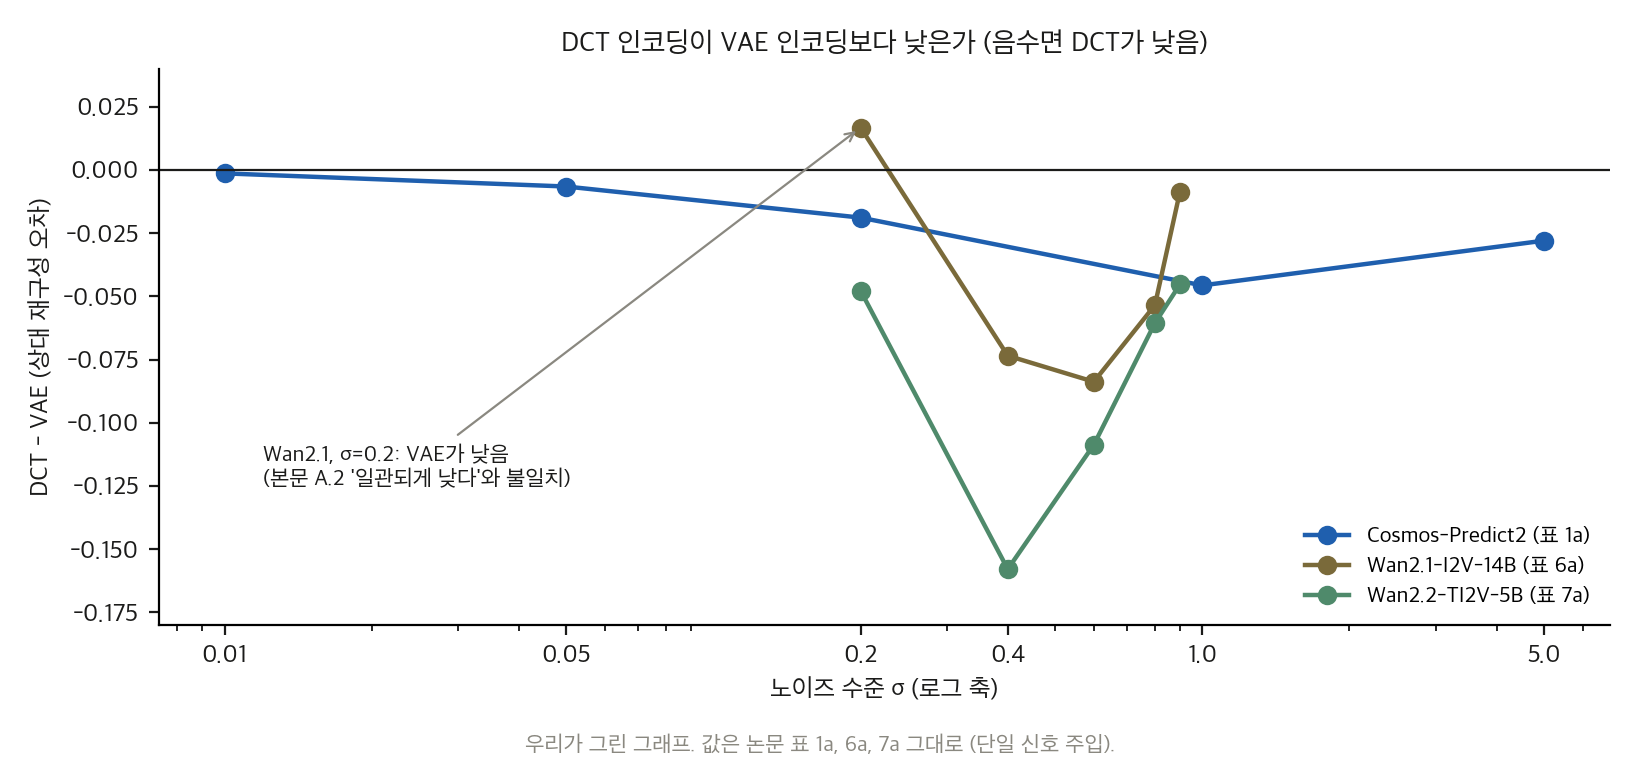 DCT 인코딩이 VAE 인코딩보다 낮은가 (음수면 DCT가 낮음)
DCT - VAE (상대 재구성 오차)
0.025
0.000
-0.025
-0.050
-0.075
-0.100
-0.125
-0.150
-0.175
Wan2.1, σ=0.2: VAE가 낮음
(본문 A.2 '일관되게 낮다'와 불일치)
Cosmos-Predict2 (표 1a)
Wan2.1-I2V-14B (표 6a)
Wan2.2-TI2V-5B (표 7a)
0.01 0.05 0.2 0.4 1.0 5.0
노이즈 수준 σ (로그 축)
우리가 그린 그래프. 값은 논문 표 1a, 6a, 7a 그대로 (단일 신호 주입).